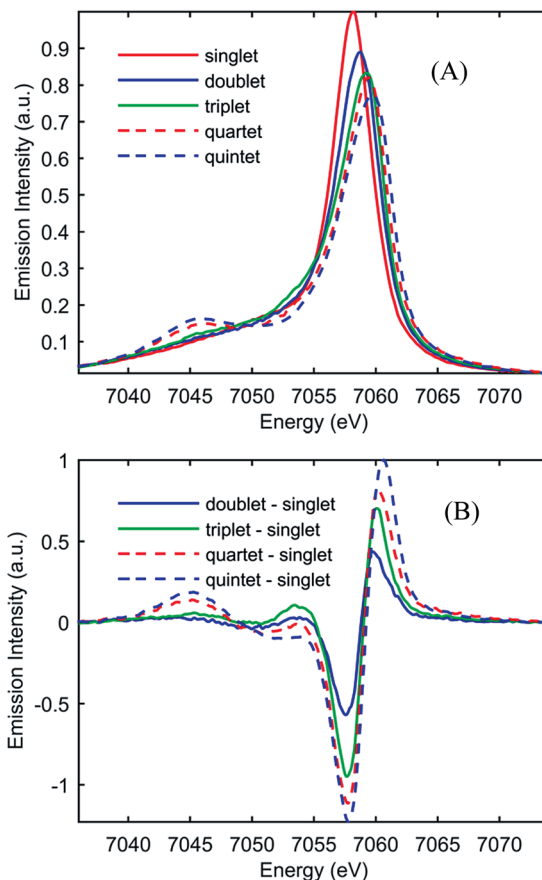 (A)
singlet
doublet
triplet
quartet
quintet
0.9
0.8
0.7
0.6
0.5
0.4
0.3
0.2
0.1
Emission Intensity (a.u.)
7040 7045 7050 7055 7060 7065 7070
Energy (eV)
(B)
doublet - singlet
triplet - singlet
quartet - singlet
quintet - singlet
1
0.5
0
-0.5
-1
Emission Intensity (a.u.)
7040 7045 7050 7055 7060 7065 7070
Energy (eV)